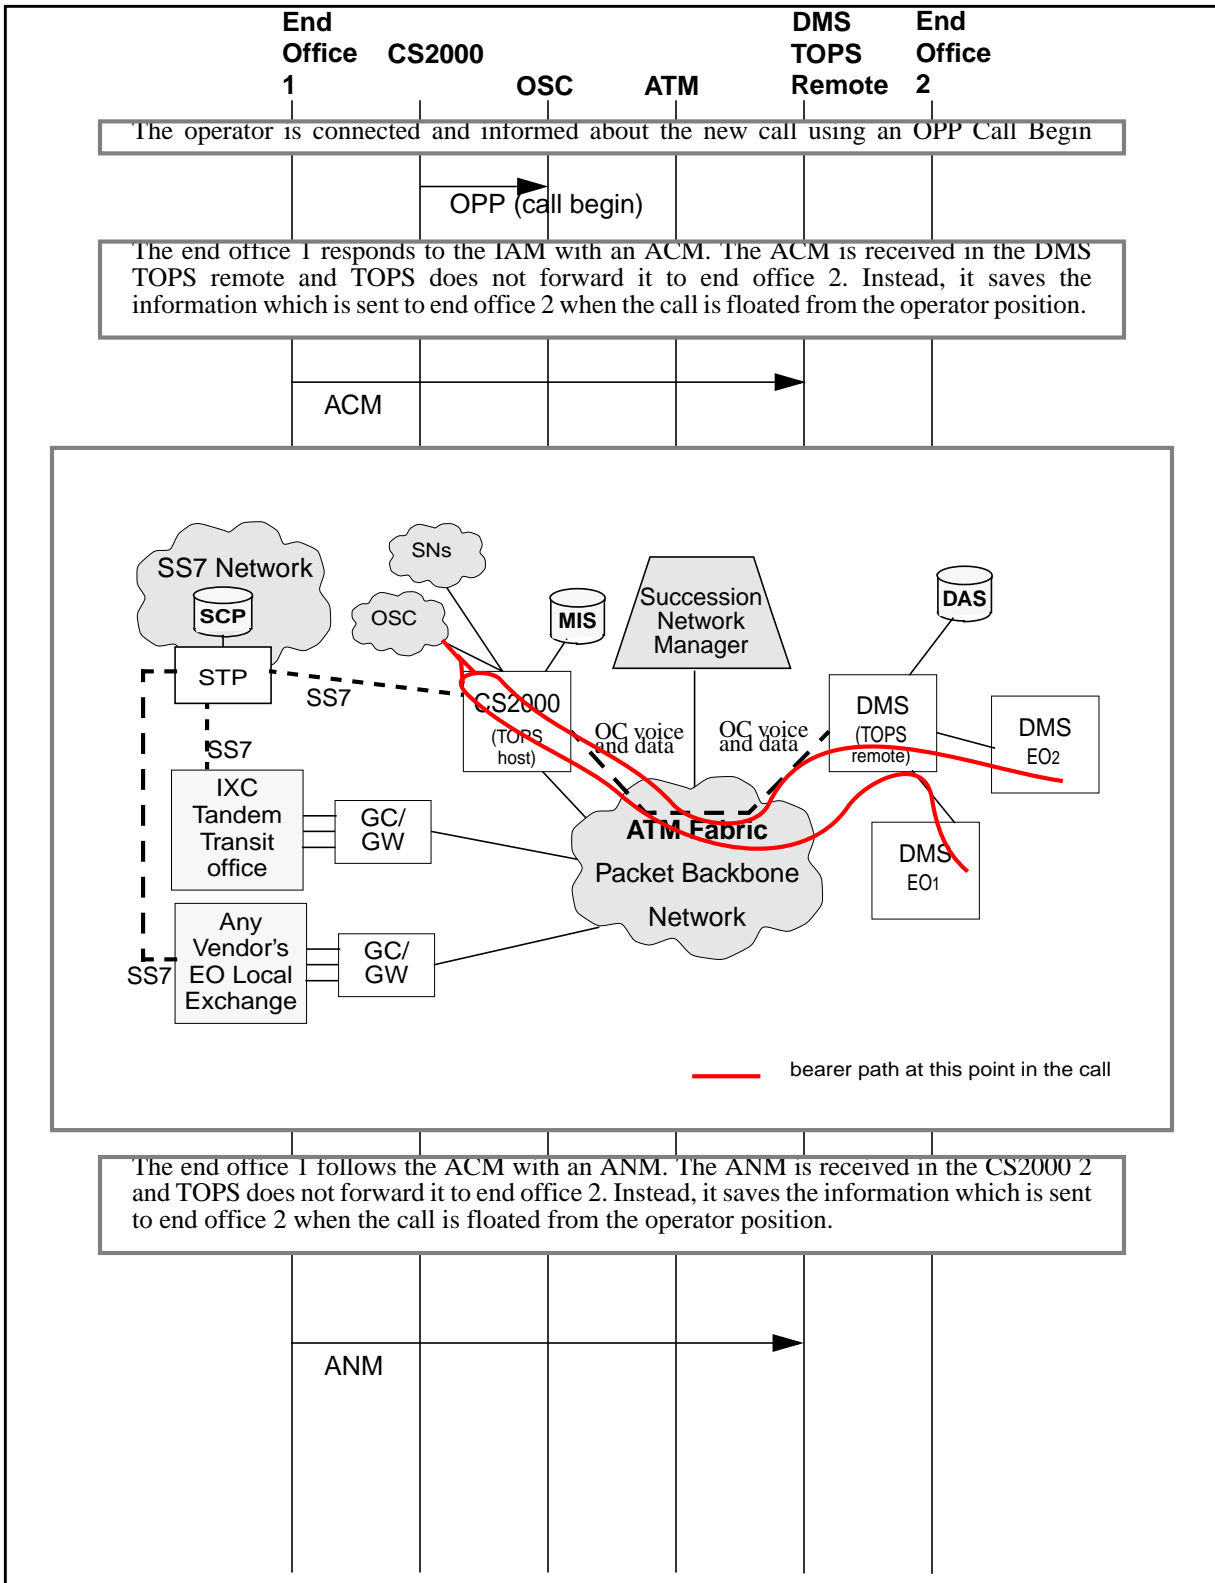 End Office 1
CS2000
OSC
ATM
DMS TOPS Remote
End Office 2
The operator is connected and informed about the new call using an OPP Call Begin
OPP (call begin)
The end office 1 responds to the IAM with an ACM. The ACM is received in the DMS
TOPS remote and TOPS does not forward it to end office 2. Instead, it saves the
information which is sent to end office 2 when the call is floated from the operator position.
ACM
SS7 Network
SCP
STP
SS7
SS7
SS7
SNs
OSC
MIS
CS2000
(TOPS
host)
Succession
Network
Manager
OC voice
and data
OC voice
and data
DAS
DMS
(TOPS
remote)
DMS
EO2
DMS
EO1
IXC
Tandem
Transit
office
GC/
GW
ATM Fabric
Packet Backbone
Network
Any
Vendor's
EO Local
Exchange
GC/
GW
bearer path at this point in the call
The end office 1 follows the ACM with an ANM. The ANM is received in the CS2000 2
and TOPS does not forward it to end office 2. Instead, it saves the information which is sent
to end office 2 when the call is floated from the operator position.
ANM